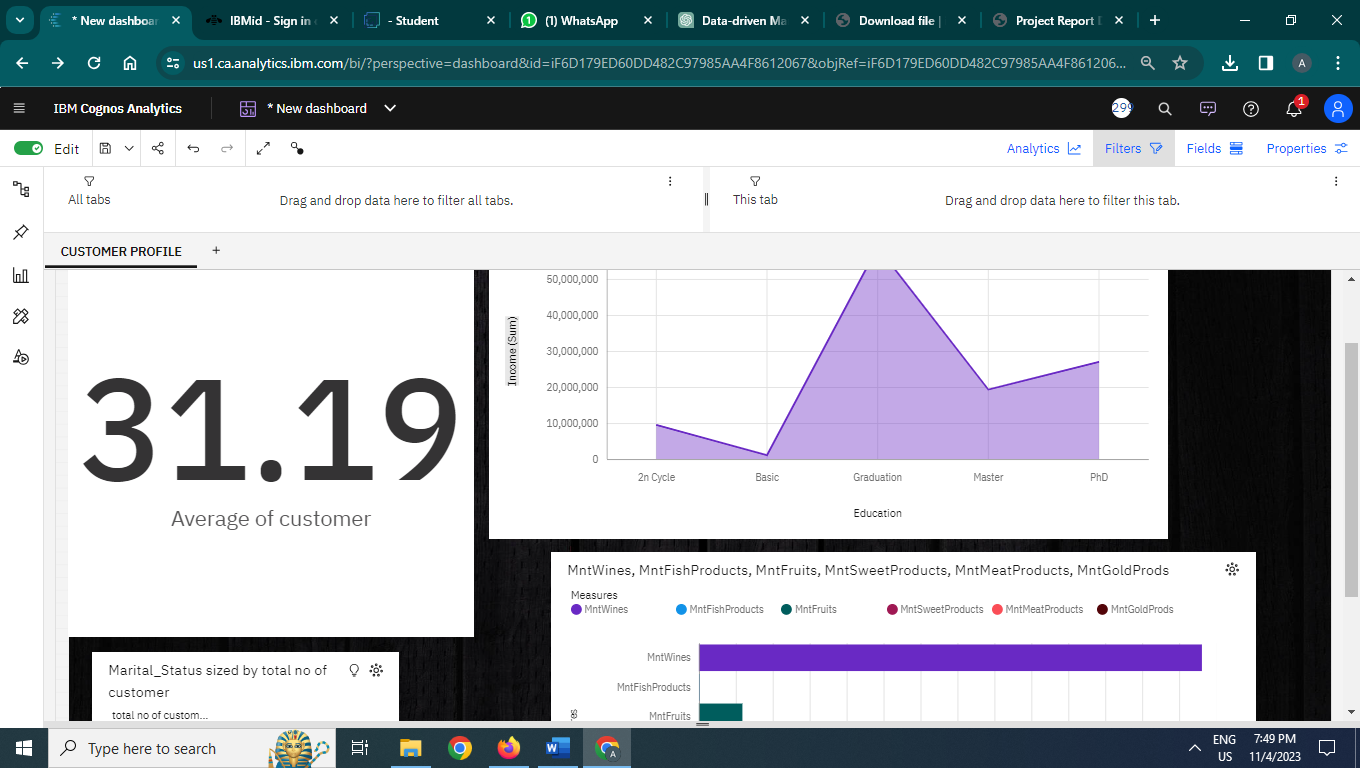 * New dashboar
IBMid - Sign in
- Student
(1) WhatsApp
Data-driven Ma
Download file |
Project Report
us1.ca.analytics.ibm.com/bi/?perspective=dashboard&id=iF6D179ED60DD482C97985AA4F8612067&objRef=iF6D179ED60DD482C97985AA4F861206...
A
IBM Cognos Analytics
* New dashboard
299
1
Edit
Analytics
Filters
Fields
Properties
All tabs
Drag and drop data here to filter all tabs.
This tab
Drag and drop data here to filter this tab.
CUSTOMER PROFILE
+
31.19
Average of customer
Income (Sum)
50,000,000
40,000,000
30,000,000
20,000,000
10,000,000
0
2n Cycle
Basic
Graduation
Master
PhD
Education
MntWines, MntFishProducts, MntFruits, MntSweetProducts, MntMeatProducts, MntGoldProds
Measures
MntWines
MntFishProducts
MntFruits
MntSweetProducts
MntMeatProducts
MntGoldProds
MntWines
MntFishProducts
MntFruits
Marital_Status sized by total no of
customer
total no of custom...
Type here to search
ENG
US
7:49 PM
11/4/2023